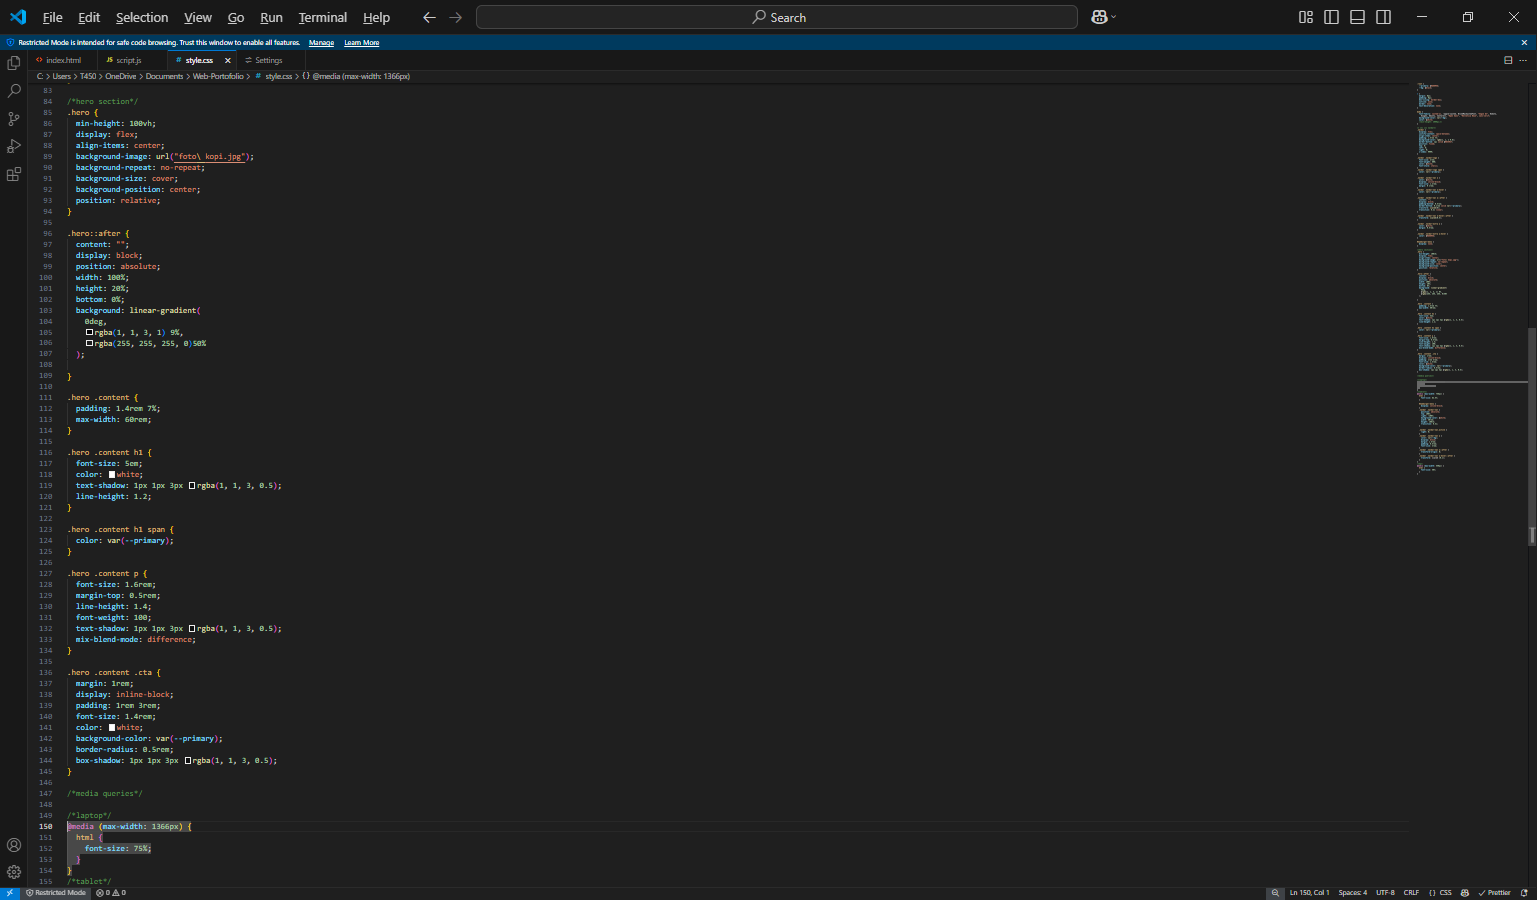 File Edit Selection View Go Run Terminal Help
Search
Restricted Mode is intended for safe code browsing. Trust this window to enable all features. Manage Learn More
index.html
JS script.js
# style.css
Settings
C: > Users > T450 > OneDrive > Documents > Web-Portofolio > # style.css > {} @media (max-width: 1366px)
83
84 /*hero section*/
85 .hero {
86 min-height: 100vh;
87 display: flex;
88 align-items: center;
89 background-image: url("foto\ kopi.jpg");
90 background-repeat: no-repeat;
91 background-size: cover;
92 background-position: center;
93 position: relative;
94 }
95
96 .hero::after {
97 content: "";
98 display: block;
99 position: absolute;
100 width: 100%;
101 height: 20%;
102 bottom: 0%;
103 background: linear-gradient(
104 0deg,
105 rgba(1, 1, 3, 1) 9%,
106 rgba(255, 255, 255, 0)50%
107 );
108
109 }
110
111 .hero .content {
112 padding: 1.4rem 7%;
113 max-width: 60rem;
114 }
115
116 .hero .content h1 {
117 font-size: 5em;
118 color: white;
119 text-shadow: 1px 1px 3px rgba(1, 1, 3, 0.5);
120 line-height: 1.2;
121 }
122
123 .hero .content h1 span {
124 color: var(--primary);
125 }
126
127 .hero .content p {
128 font-size: 1.6rem;
129 margin-top: 0.5rem;
130 line-height: 1.4;
131 font-weight: 100;
132 text-shadow: 1px 1px 3px rgba(1, 1, 3, 0.5);
133 mix-blend-mode: difference;
134 }
135
136 .hero .content .cta {
137 margin: 1rem;
138 display: inline-block;
139 padding: 1rem 3rem;
140 font-size: 1.4rem;
141 color: white;
142 background-color: var(--primary);
143 border-radius: 0.5rem;
144 box-shadow: 1px 1px 3px rgba(1, 1, 3, 0.5);
145 }
146
147 /*media queries*/
148
149 /*laptop*/
150 @media (max-width: 1366px) {
151 html {
152 font-size: 75%;
153 }
154 }
155 /*tablet*/
Restricted Mode 0 0 Ln 150, Col 1 Spaces: 4 UTF-8 CRLF {} CSS Prettier